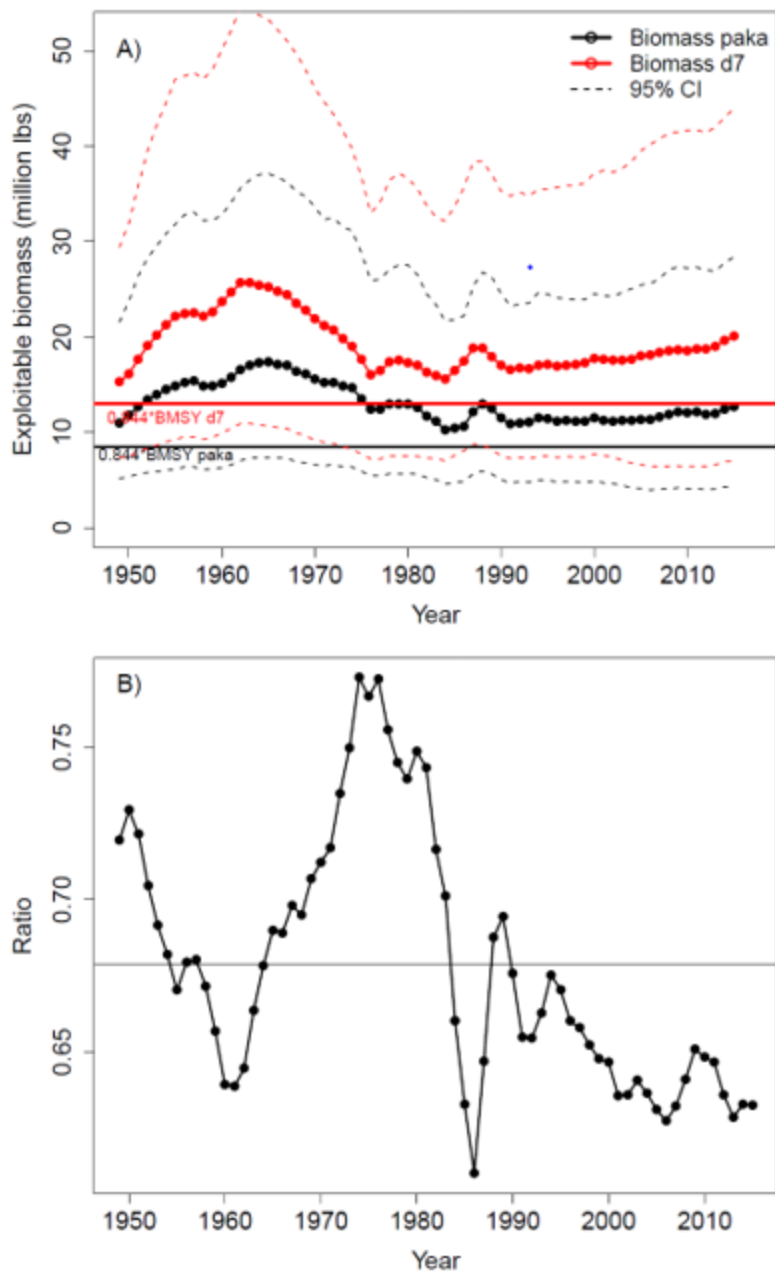 A)
Biomass paka
Biomass d7
95% CI
50
40
30
20
10
0
Exploitable biomass (million lbs)
0.844*BMSY d7
0.844*BMSY paka
1950 1960 1970 1980 1990 2000 2010
Year
B)
0.75
0.70
0.65
Ratio
1950 1960 1970 1980 1990 2000 2010
Year